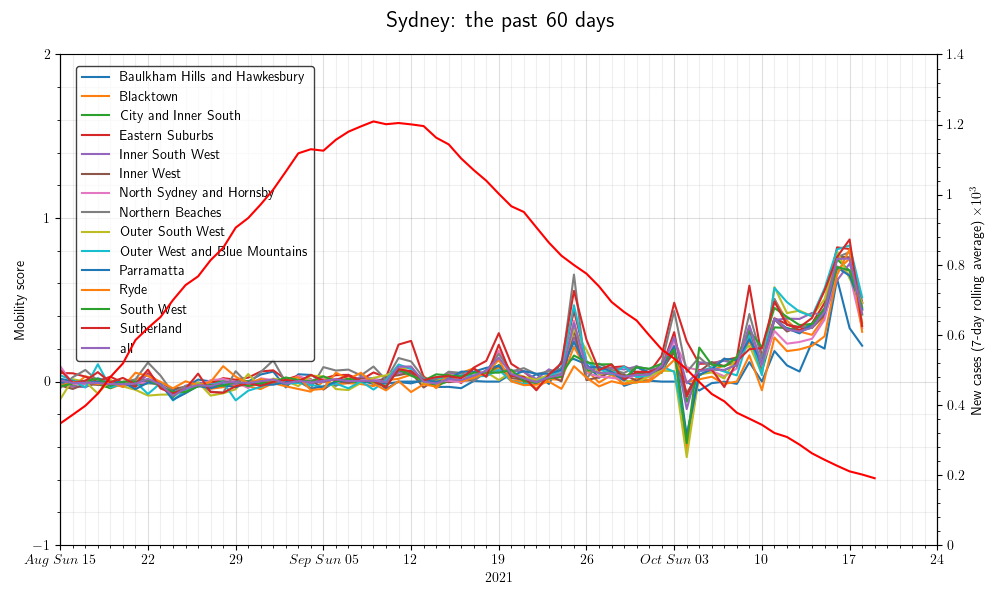 Sydney: the past 60 days
2
1
0
−1
Mobility score
Baulkham Hills and Hawkesbury
Blacktown
City and Inner South
Eastern Suburbs
Inner South West
Inner West
North Sydney and Hornsby
Northern Beaches
Outer South West
Outer West and Blue Mountains
Parramatta
Ryde
South West
Sutherland
air
1.4
1.2
1
0.8
0.6
0.4
0.2
0
New cases (7-day rolling average) ×10³
Aug Sun 15 22 29 Sep Sun 05 12 19 26 Oct Sun 03 10 17 24
2021